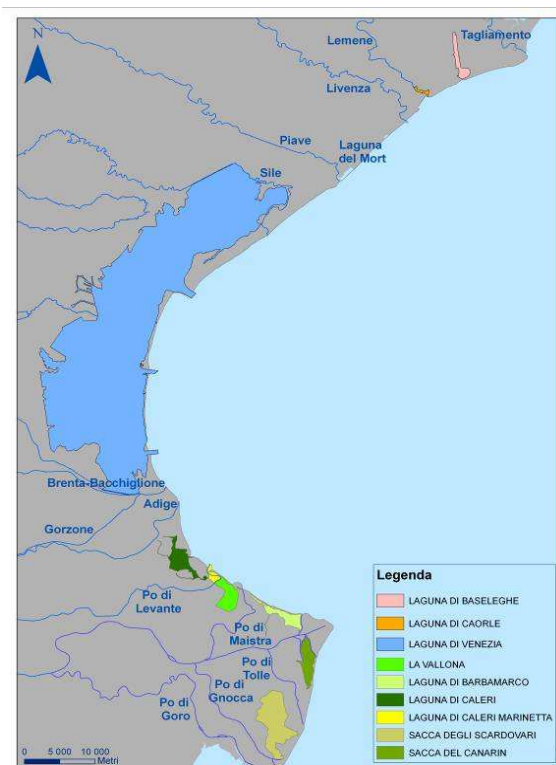 N
Tagliamento
Lemene
Livenza
Piave
Laguna
del Mort
Sile
Brenta-Bacchiglione
Adige
Gorzone
Po di
Levante
Po di
Maistra
Po di
Tolle
Po di
Gnocca
Po di
Goro
0 5 000 10 000
Metri
Legenda
LAGUNA DI BASELEGHE
LAGUNA DI CAORLE
LAGUNA DI VENEZIA
LA VALLONA
LAGUNA DI BARBAMARCO
LAGUNA DI CALERI
LAGUNA DI CALERI MARINETTA
SACCA DEGLI SCARDOVARI
SACCA DEL CANARIN